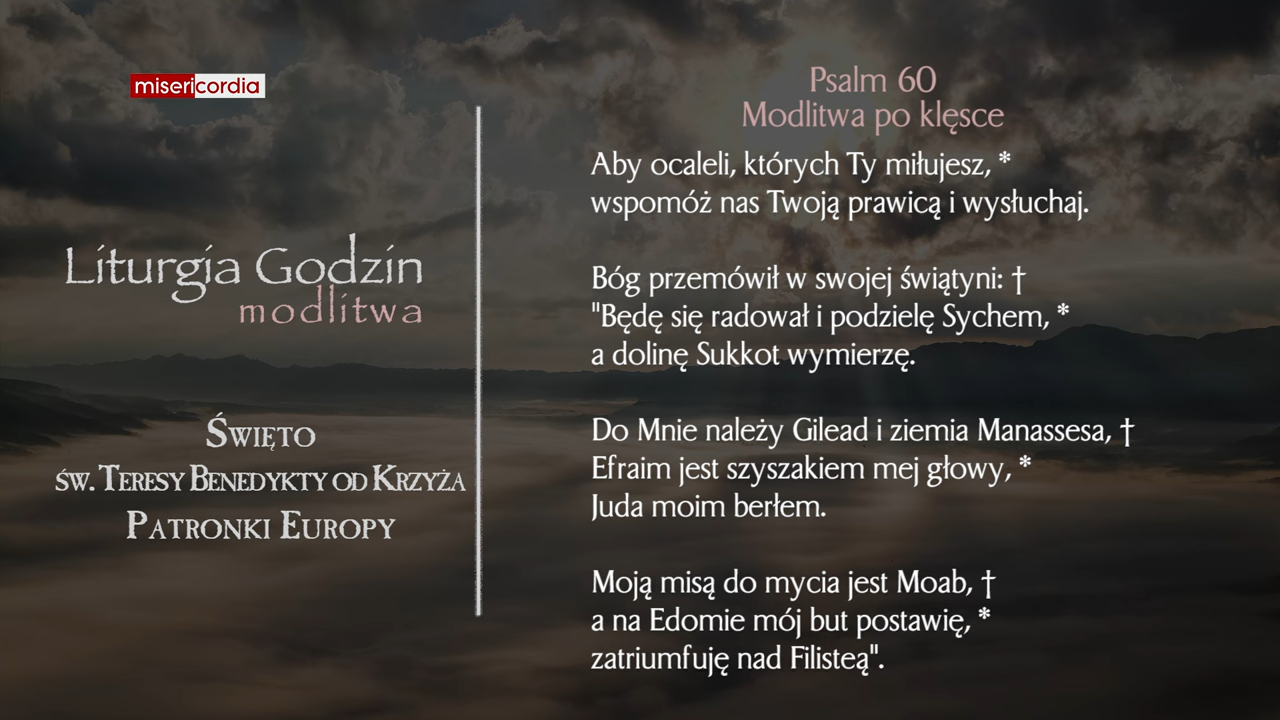 misericordia
Liturgia Godzin
modlitwa
Święto
św. Teresy Benedykty od Krzyża
Patronki Europy
Psalm 60
Modlitwa po klęsce
Aby ocaleli, których Ty miłujesz, *
wspomóż nas Twoją prawicą i wysłuchaj.
Bóg przemówił w swojej świątyni: †
"Będę się radował i podzielę Sychem, *
a dolinę Sukkot wymierzę.
Do Mnie należy Gilead i ziemia Manassesa, †
Efraim jest szyszakiem mej głowy, *
Juda moim berłem.
Moją misą do mycia jest Moab, †
a na Edomie mój but postawię, *
zatriumfuję nad Filisteą".